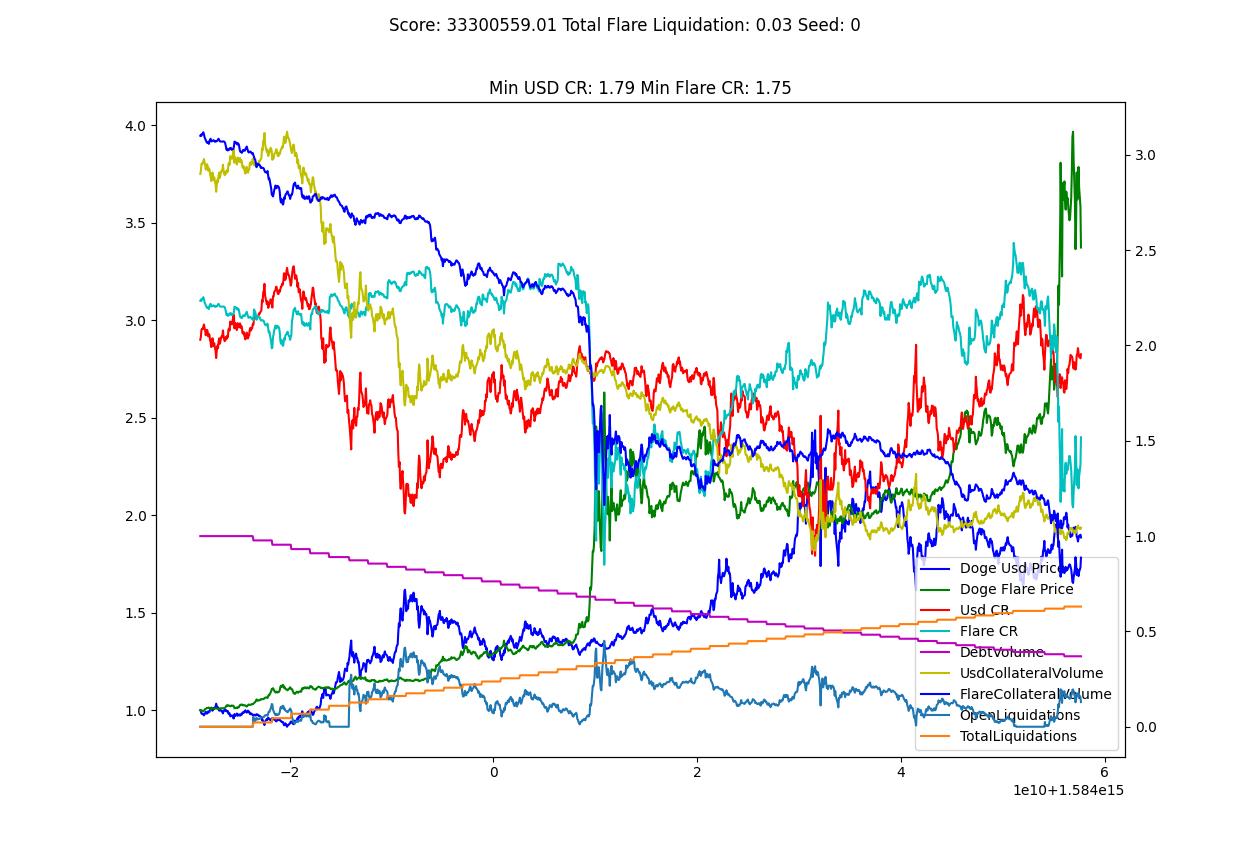 Score: 33300559.01 Total Flare Liquidation: 0.03 Seed: 0
Min USD CR: 1.79 Min Flare CR: 1.75
4.0
3.5
3.0
2.5
2.0
1.5
1.0
3.0
2.5
2.0
1.5
1.0
0.5
0.0
Doge Usd Price
Doge Flare Price
Usd CR
Flare CR
DebtVolume
UsdCollateralVolume
FlareCollateralVolume
OpenLiquidations
TotalLiquidations
−2 0 2 4 6
1e10+1.584e15